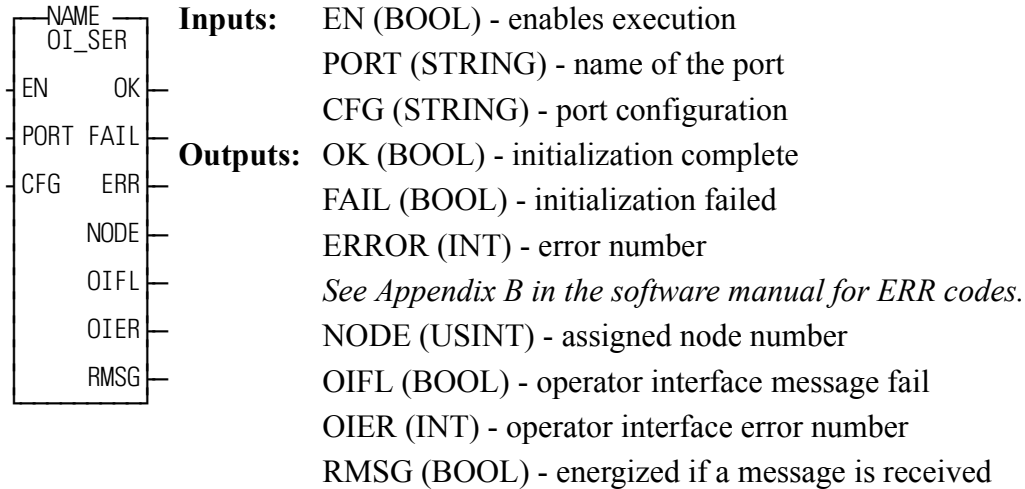 NAME
OI_SER
EN OK
PORT FAIL
CFG ERR
NODE
OIFL
OIER
RMSG
Inputs: EN (BOOL) - enables execution
PORT (STRING) - name of the port
CFG (STRING) - port configuration
Outputs: OK (BOOL) - initialization complete
FAIL (BOOL) - initialization failed
ERROR (INT) - error number
See Appendix B in the software manual for ERR codes.
NODE (USINT) - assigned node number
OIFL (BOOL) - operator interface message fail
OIER (INT) - operator interface error number
RMSG (BOOL) - energized if a message is received